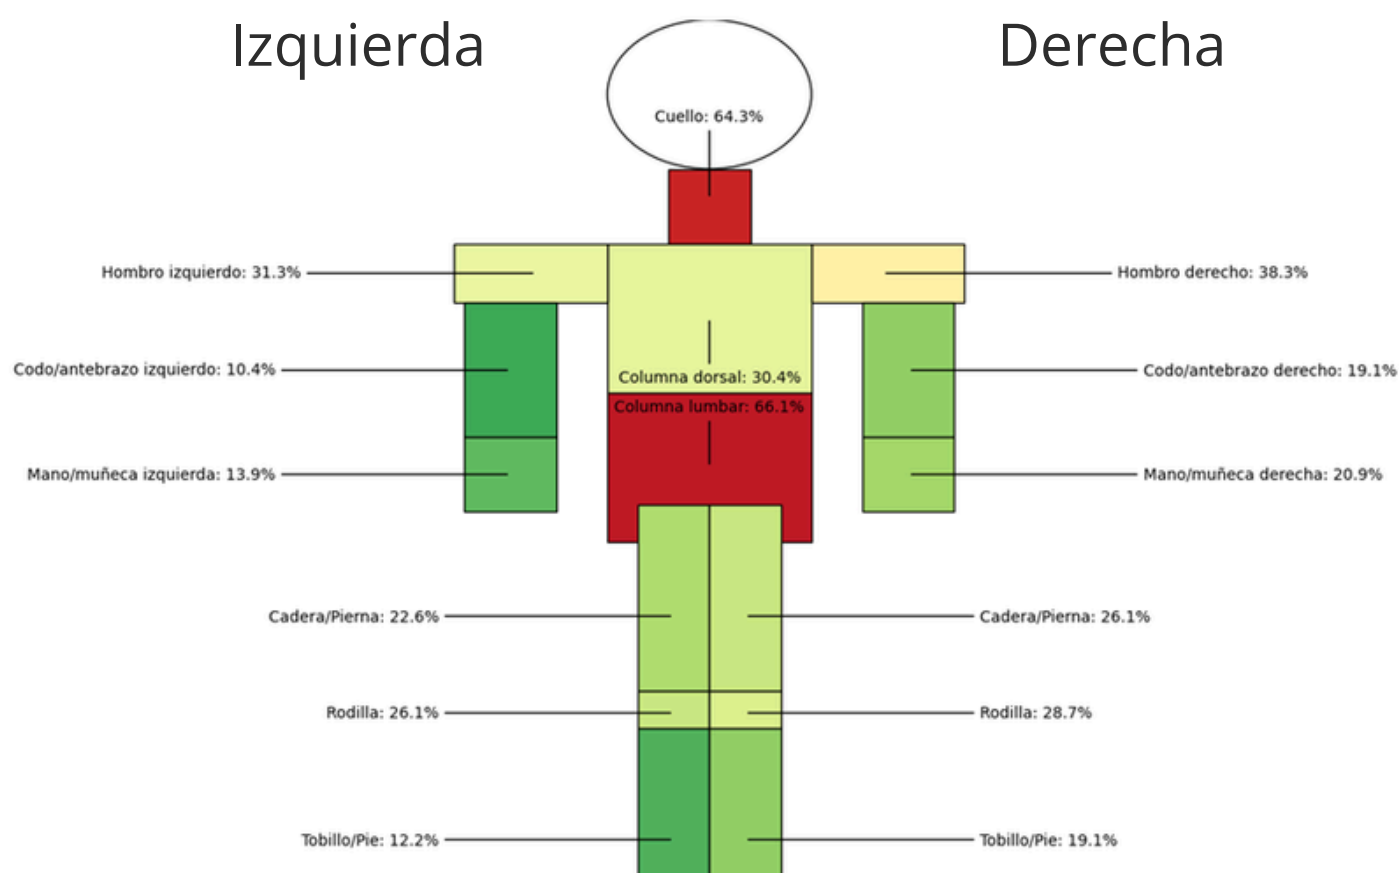 Izquierda
Derecha
Cuello: 64.3%
Hombro izquierdo: 31.3%
Hombro derecho: 38.3%
Codo/antebrazo izquierdo: 10.4%
Codo/antebrazo derecho: 19.1%
Columna dorsal: 30.4%
Columna lumbar: 66.1%
Mano/muñeca izquierda: 13.9%
Mano/muñeca derecha: 20.9%
Cadera/Pierna: 22.6%
Cadera/Pierna: 26.1%
Rodilla: 26.1%
Rodilla: 28.7%
Tobillo/Pie: 12.2%
Tobillo/Pie: 19.1%